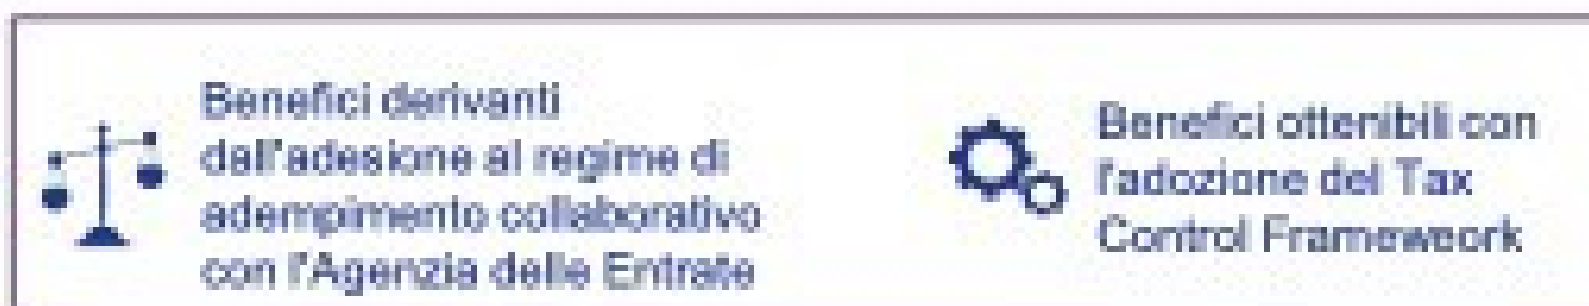 Benefici derivanti
dall'adesione al regime di
adempimento collaborativo
con l'Agenzia delle Entrate
Benefici ottenibili con
l'adozione del Tax
Control Frameweork